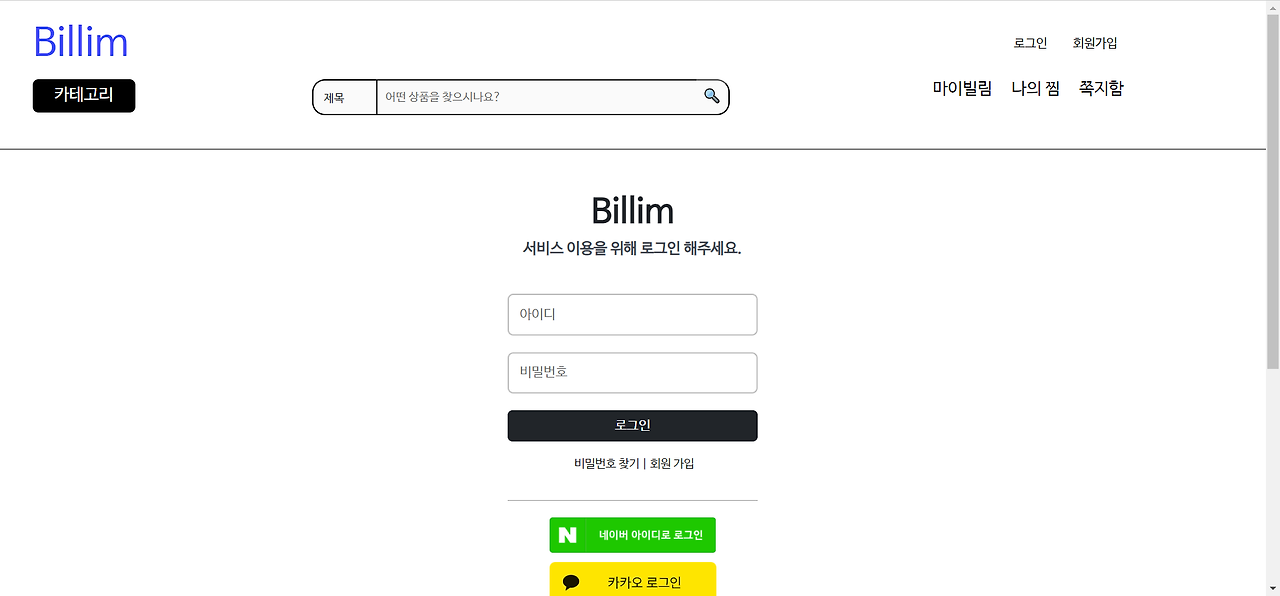 Billim
로그인 회원가입
카테고리
제목 어떤 상품을 찾으시나요?
마이빌림 나의 찜 쪽지함
Billim
서비스 이용을 위해 로그인 해주세요.
아이디
비밀번호
로그인
비밀번호 찾기 | 회원 가입
N 네이버 아이디로 로그인
카카오 로그인